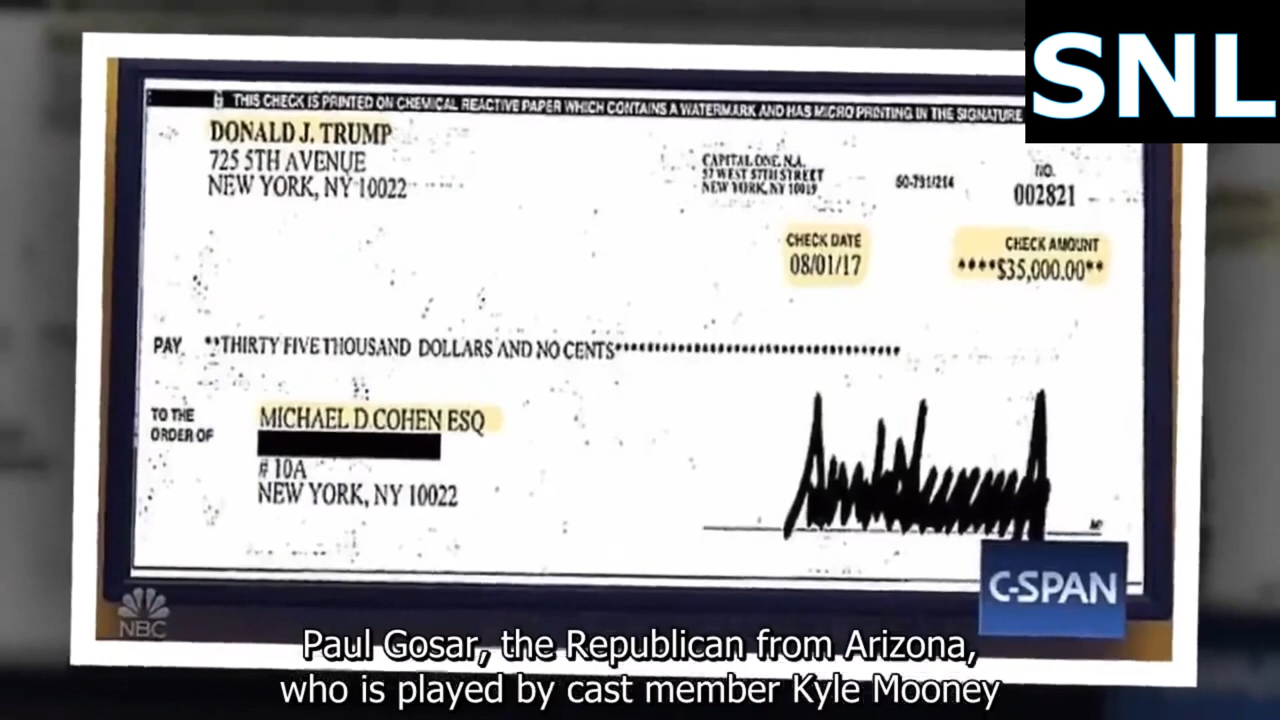 SNL
THIS CHECK IS PRINTED ON CHEMICAL REACTIVE PAPER WHICH CONTAINS A WATERMARK AND HAS MICRO PRINTING IN THE SIGNATURE
DONALD J. TRUMP
725 5TH AVENUE
NEW YORK, NY 10022
CAPITAL ONE, N.A.
57 WEST 57TH STREET
NEW YORK, NY 10019
60-791/214
NO.
002821
CHECK DATE
08/01/17
CHECK AMOUNT
****$35,000.00**
PAY **THIRTY FIVE THOUSAND DOLLARS AND NO CENTS**************************************
TO THE
ORDER OF
MICHAEL D COHEN ESQ
# 10A
NEW YORK, NY 10022
C-SPAN
NBC
Paul Gosar, the Republican from Arizona,
who is played by cast member Kyle Mooney